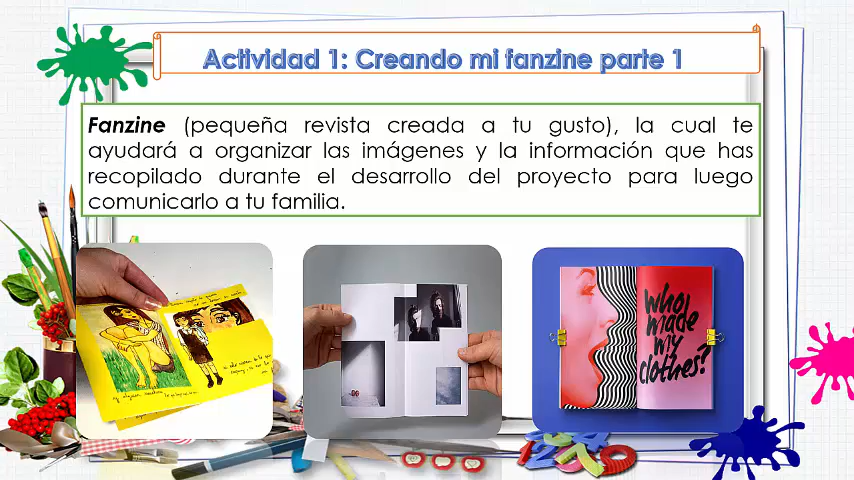 Actividad 1: Creando mi fanzine parte 1
Fanzine (pequeña revista creada a tu gusto), la cual te
ayudará a organizar las imágenes y la información que has
recopilado durante el desarrollo del proyecto para luego
comunicarlo a tu familia.
who
made
my
clothes?